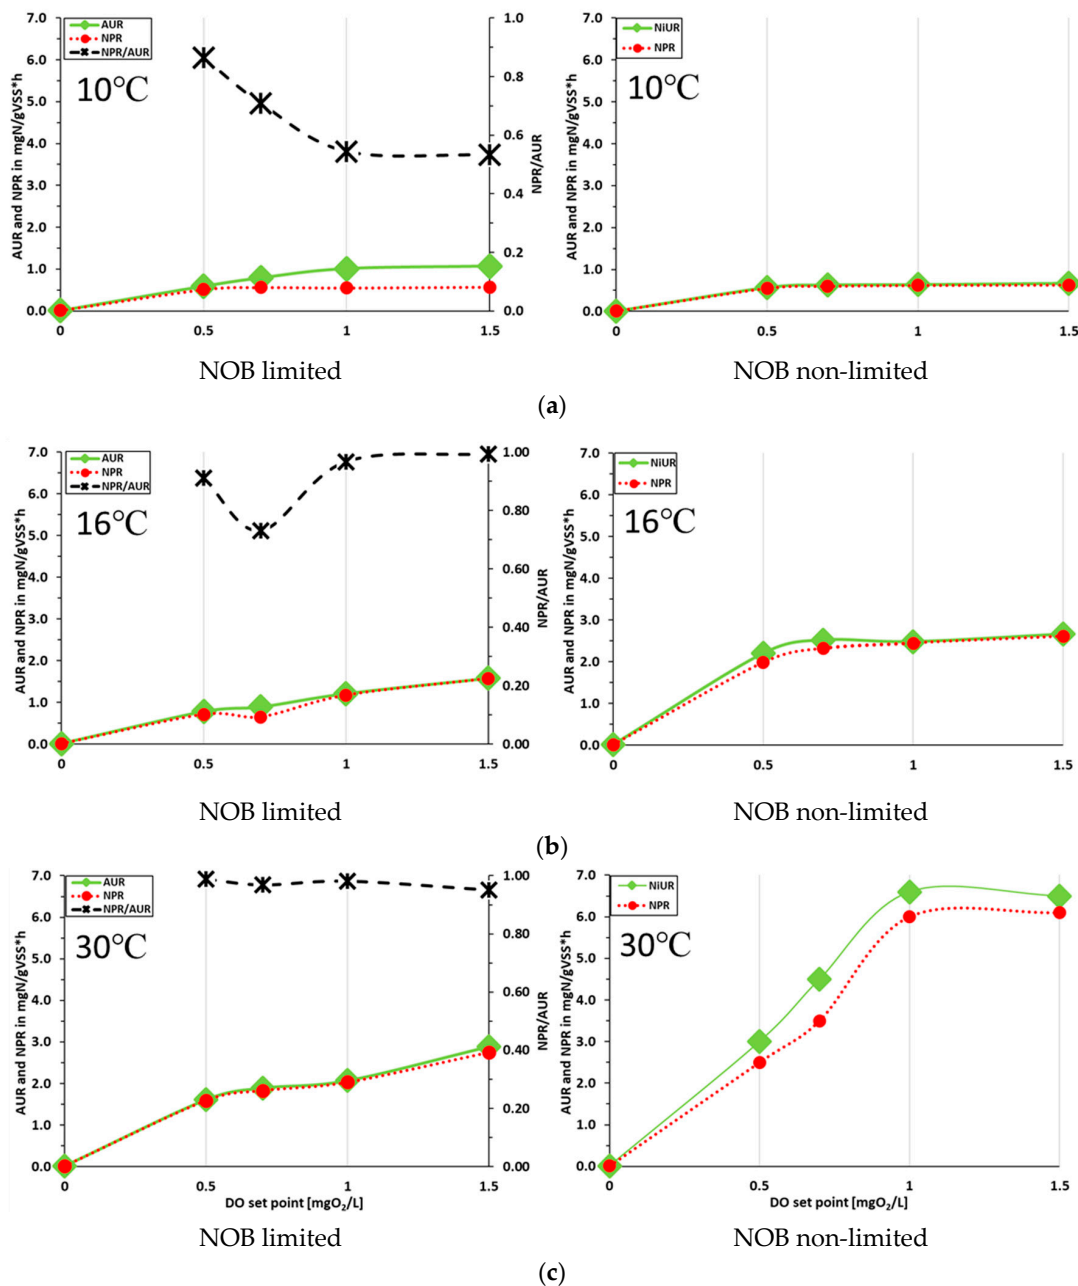 AUR
NPR
NPR/AUR
10°C
AUR and NPR in mgN/gVSS*h
7.0
6.0
5.0
4.0
3.0
2.0
1.0
0.0
0 0.5 1 1.5
1.0
0.8
0.6
0.4
0.2
0.0
NPR/AUR
NOB limited
NiUR
NPR
10°C
AUR and NPR in mgN/gVSS*h
7.0
6.0
5.0
4.0
3.0
2.0
1.0
0.0
0 0.5 1 1.5
NOB non-limited
(a)
AUR
NPR
NPR/AUR
16°C
AUR and NPR in mgN/gVSS*h
7.0
6.0
5.0
4.0
3.0
2.0
1.0
0.0
0 0.5 1 1.5
1.00
0.80
0.60
0.40
0.20
0.00
NPR/AUR
NOB limited
NiUR
NPR
16°C
AUR and NPR in mgN/gVSS*h
7.0
6.0
5.0
4.0
3.0
2.0
1.0
0.0
0 0.5 1 1.5
NOB non-limited
(b)
AUR
NPR
NPR/AUR
30°C
AUR and NPR in mgN/gVSS*h
7.0
6.0
5.0
4.0
3.0
2.0
1.0
0.0
0 0.5 1 1.5
DO set point [mgO₂/L]
1.00
0.80
0.60
0.40
0.20
0.00
NPR/AUR
NOB limited
NiUR
NPR
30°C
AUR and NPR in mgN/gVSS*h
7.0
6.0
5.0
4.0
3.0
2.0
1.0
0.0
0 0.5 1 1.5
DO set point [mgO₂/L]
NOB non-limited
(c)